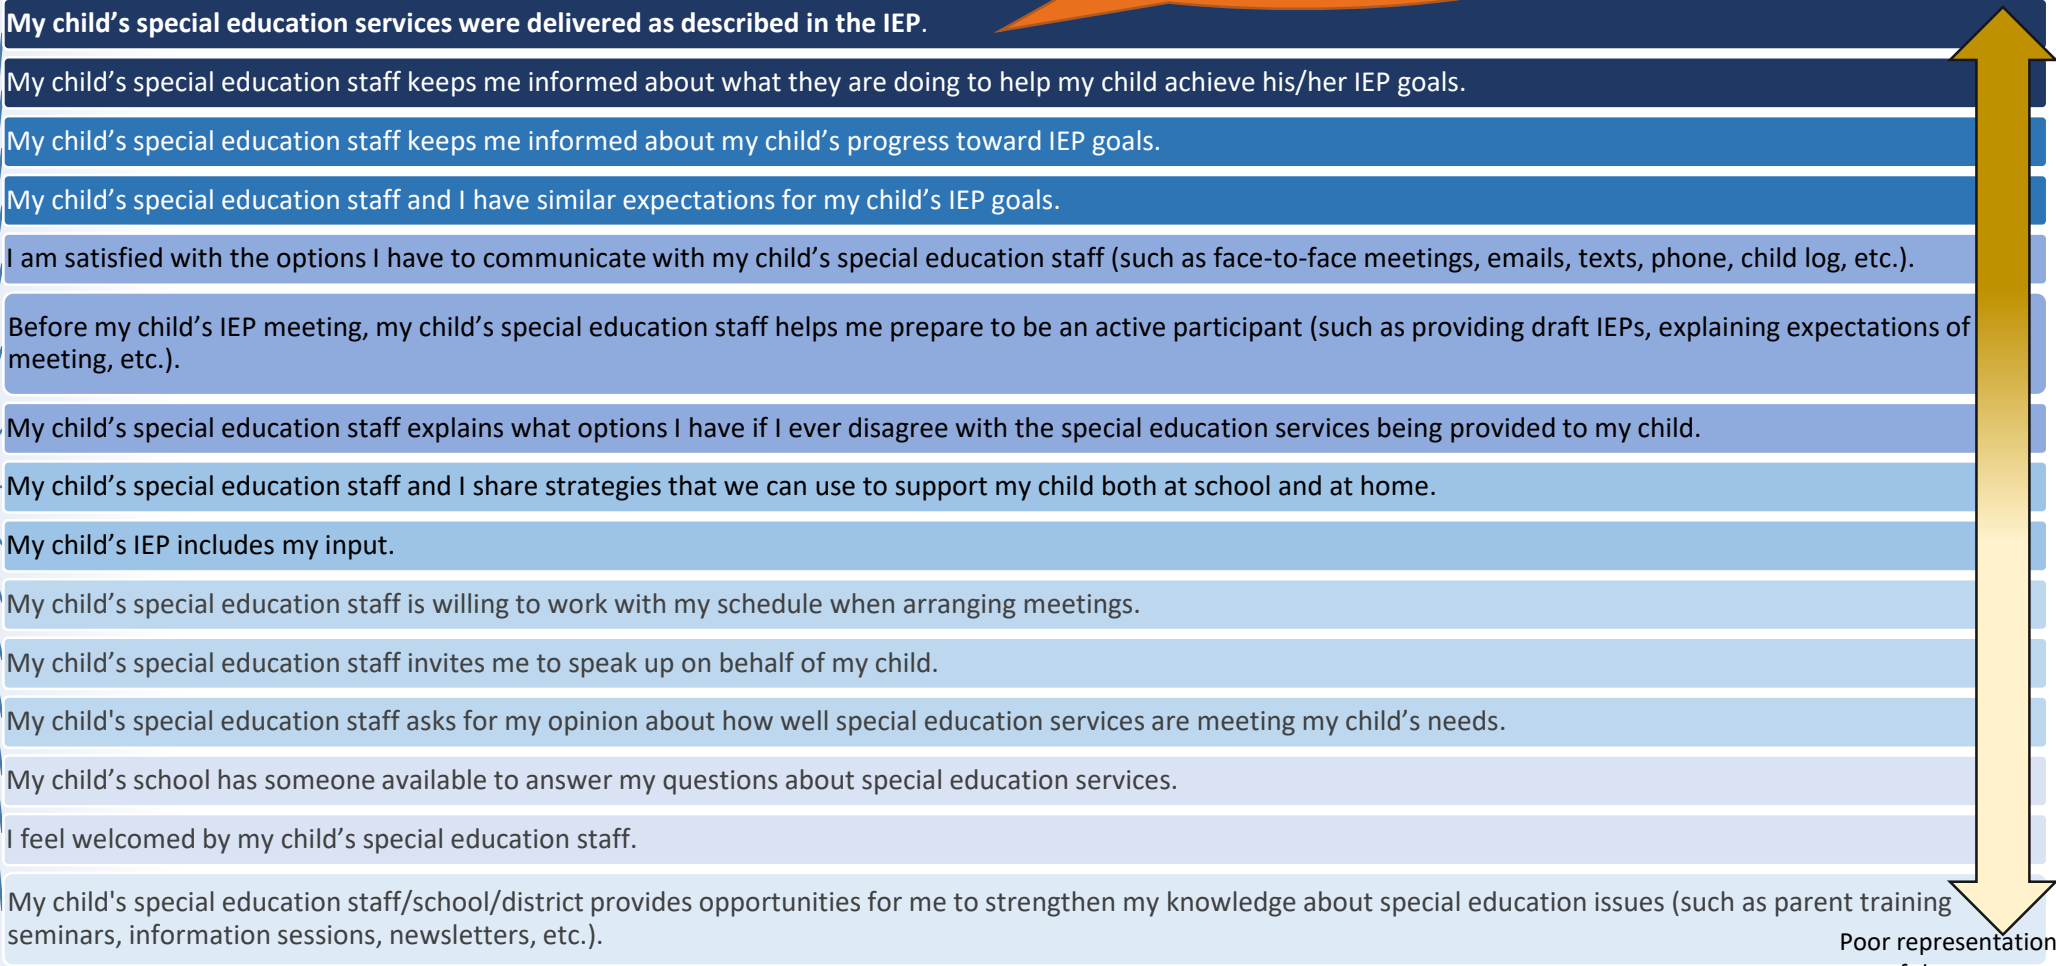 My child’s special education services were delivered as described in the IEP.
My child’s special education staff keeps me informed about what they are doing to help my child achieve his/her IEP goals.
My child’s special education staff keeps me informed about my child’s progress toward IEP goals.
My child’s special education staff and I have similar expectations for my child’s IEP goals.
I am satisfied with the options I have to communicate with my child’s special education staff (such as face-to-face meetings, emails, texts, phone, child log, etc.).
Before my child’s IEP meeting, my child’s special education staff helps me prepare to be an active participant (such as providing draft IEPs, explaining expectations of
meeting, etc.).
My child’s special education staff explains what options I have if I ever disagree with the special education services being provided to my child.
My child’s special education staff and I share strategies that we can use to support my child both at school and at home.
My child’s IEP includes my input.
My child’s special education staff is willing to work with my schedule when arranging meetings.
My child’s special education staff invites me to speak up on behalf of my child.
My child's special education staff asks for my opinion about how well special education services are meeting my child’s needs.
My child’s school has someone available to answer my questions about special education services.
I feel welcomed by my child’s special education staff.
My child's special education staff/school/district provides opportunities for me to strengthen my knowledge about special education issues (such as parent training
seminars, information sessions, newsletters, etc.).
Poor representation